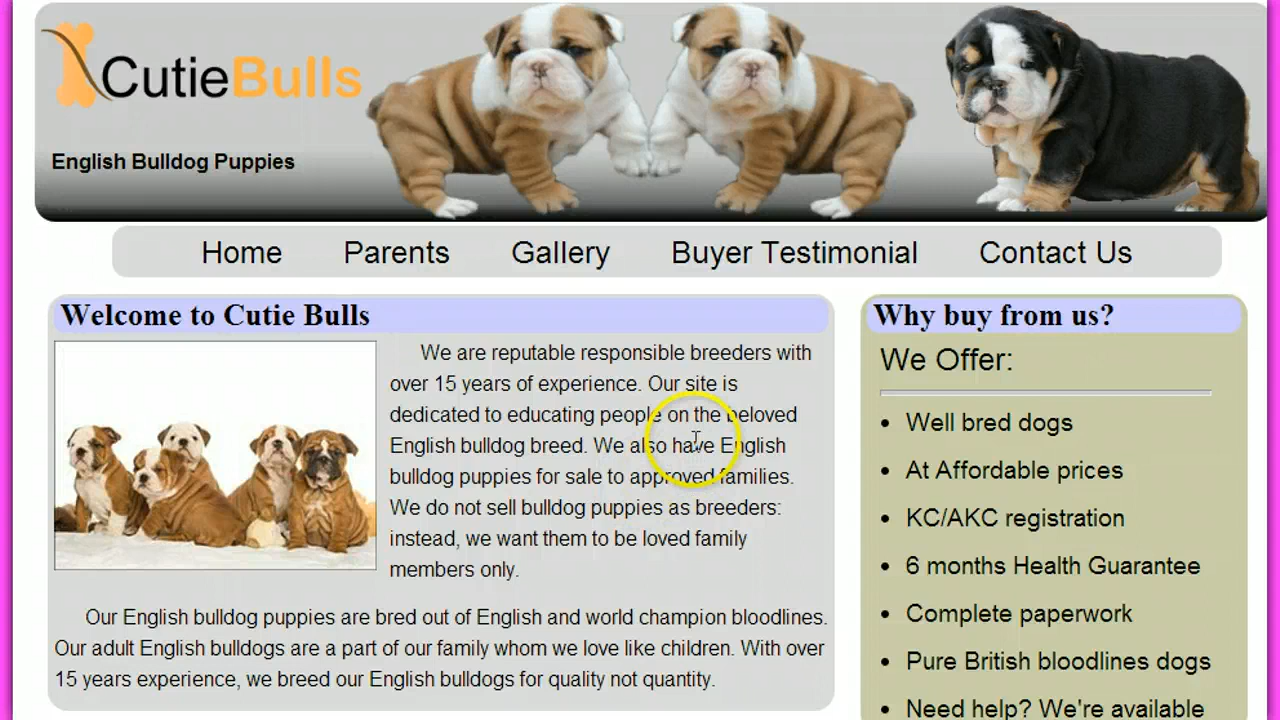 CutieBulls
English Bulldog Puppies
Home Parents Gallery Buyer Testimonial Contact Us
Welcome to Cutie Bulls
We are reputable responsible breeders with
over 15 years of experience. Our site is
dedicated to educating people on the beloved
English bulldog breed. We also have English
bulldog puppies for sale to approved families.
We do not sell bulldog puppies as breeders:
instead, we want them to be loved family
members only.
Our English bulldog puppies are bred out of English and world champion bloodlines.
Our adult English bulldogs are a part of our family whom we love like children. With over
15 years experience, we breed our English bulldogs for quality not quantity.
Why buy from us?
We Offer:
• Well bred dogs
• At Affordable prices
• KC/AKC registration
• 6 months Health Guarantee
• Complete paperwork
• Pure British bloodlines dogs
• Need help? We're available